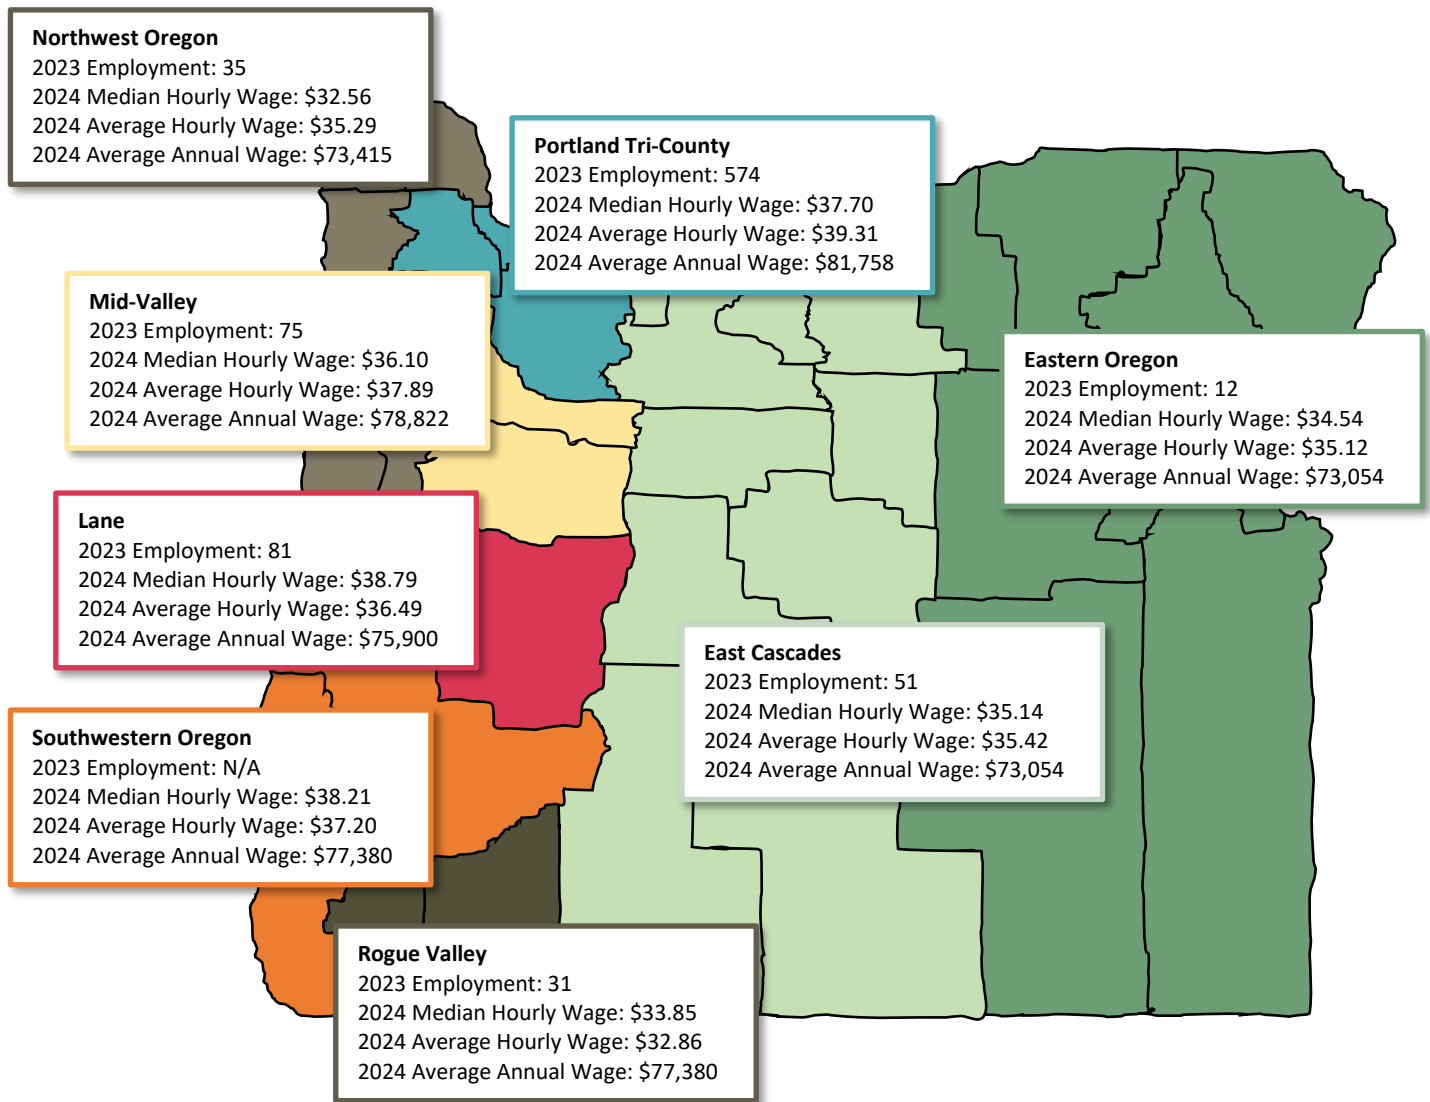 Northwest Oregon
2023 Employment: 35
2024 Median Hourly Wage: $32.56
2024 Average Hourly Wage: $35.29
2024 Average Annual Wage: $73,415
Portland Tri-County
2023 Employment: 574
2024 Median Hourly Wage: $37.70
2024 Average Hourly Wage: $39.31
2024 Average Annual Wage: $81,758
Mid-Valley
2023 Employment: 75
2024 Median Hourly Wage: $36.10
2024 Average Hourly Wage: $37.89
2024 Average Annual Wage: $78,822
Eastern Oregon
2023 Employment: 12
2024 Median Hourly Wage: $34.54
2024 Average Hourly Wage: $35.12
2024 Average Annual Wage: $73,054
Lane
2023 Employment: 81
2024 Median Hourly Wage: $38.79
2024 Average Hourly Wage: $36.49
2024 Average Annual Wage: $75,900
East Cascades
2023 Employment: 51
2024 Median Hourly Wage: $35.14
2024 Average Hourly Wage: $35.42
2024 Average Annual Wage: $73,054
Southwestern Oregon
2023 Employment: N/A
2024 Median Hourly Wage: $38.21
2024 Average Hourly Wage: $37.20
2024 Average Annual Wage: $77,380
Rogue Valley
2023 Employment: 31
2024 Median Hourly Wage: $33.85
2024 Average Hourly Wage: $32.86
2024 Average Annual Wage: $77,380